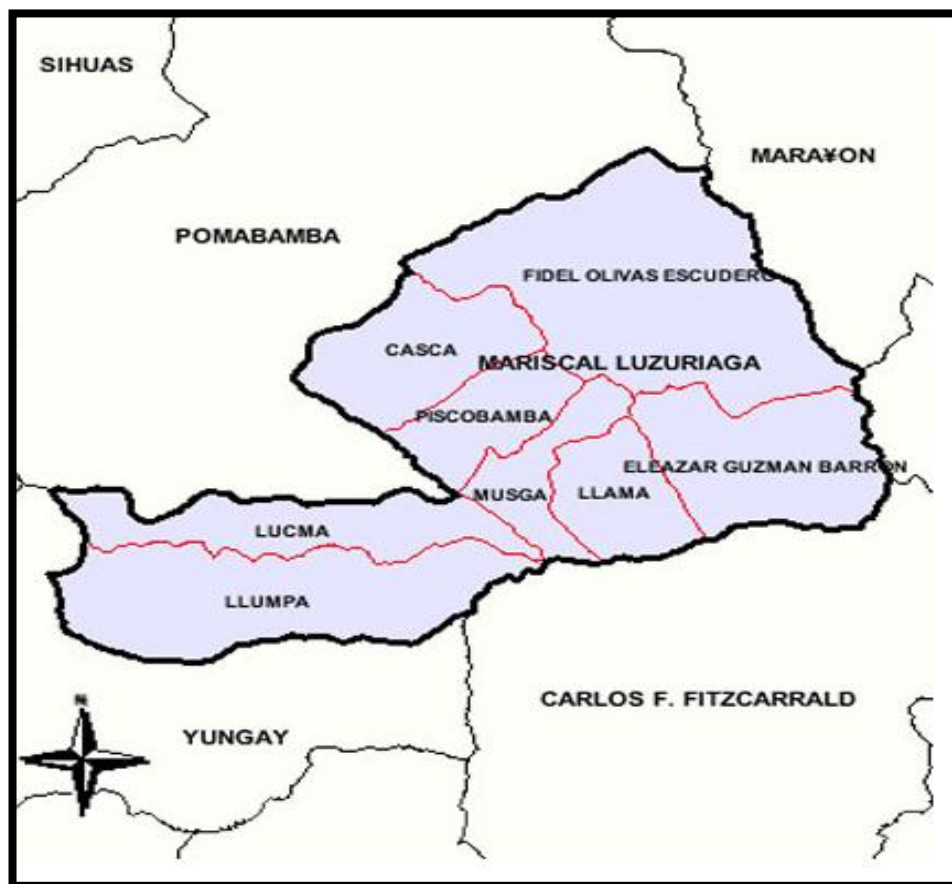 SIHUAS
MARA¥ON
POMABAMBA
FIDEL OLIVAS ESCUDERO
CASCA
MARISCAL LUZURIAGA
PISCOBAMBA
ELEAZAR GUZMAN BARRON
MUSGA
LLAMA
LUCMA
LLUMPA
CARLOS F. FITZCARRALD
YUNGAY
N